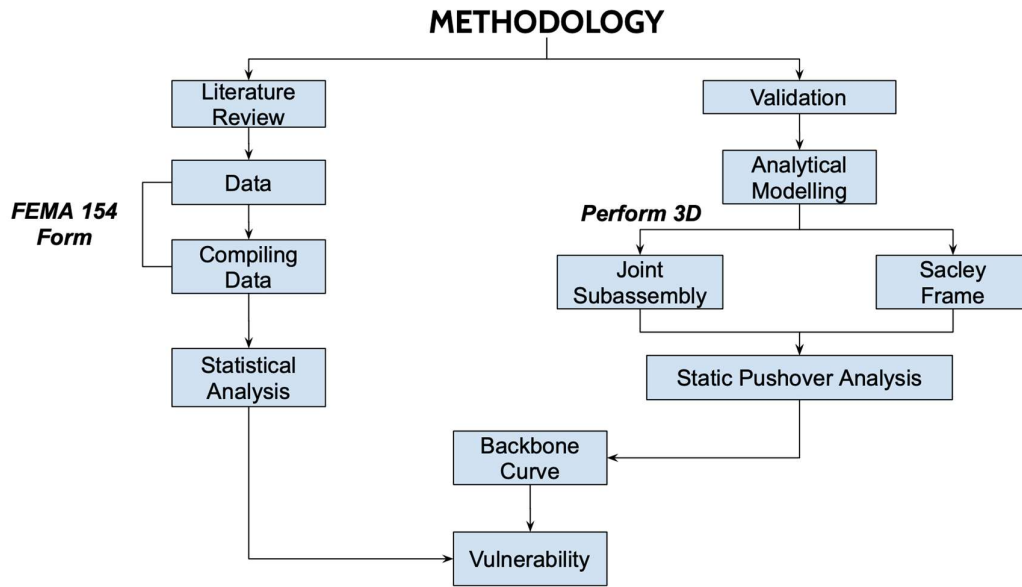 METHODOLOGY
Literature
Review
Data
FEMA 154
Form
Compiling
Data
Statistical
Analysis
Validation
Analytical
Modelling
Perform 3D
Joint
Subassembly
Sacley
Frame
Static Pushover Analysis
Backbone
Curve
Vulnerability